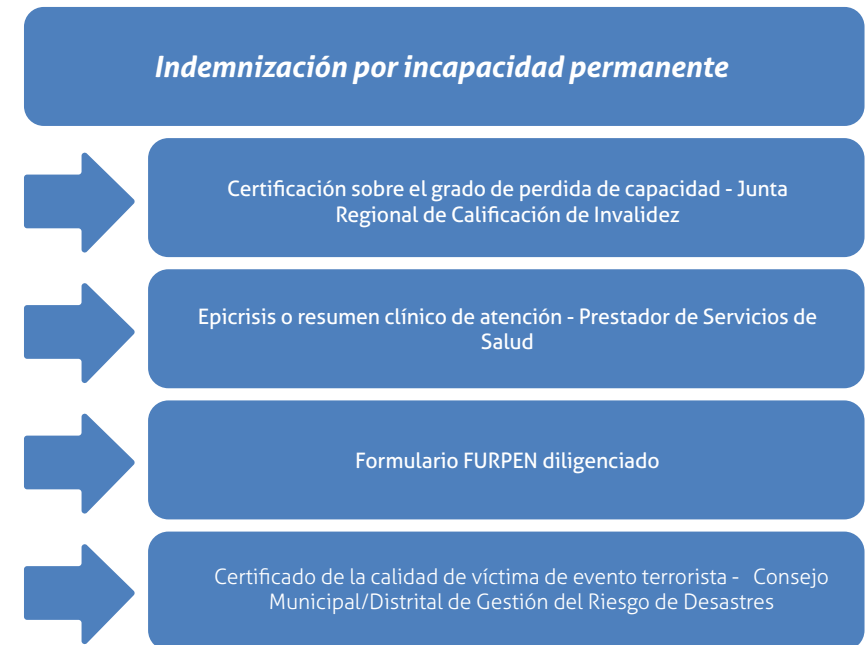 Indemnización por incapacidad permanente
Certificación sobre el grado de perdida de capacidad - Junta
Regional de Calificación de Invalidez
Epicrisis o resumen clínico de atención - Prestador de Servicios de
Salud
Formulario FURPEN diligenciado
Certificado de la calidad de víctima de evento terrorista - Consejo
Municipal/Distrital de Gestión del Riesgo de Desastres